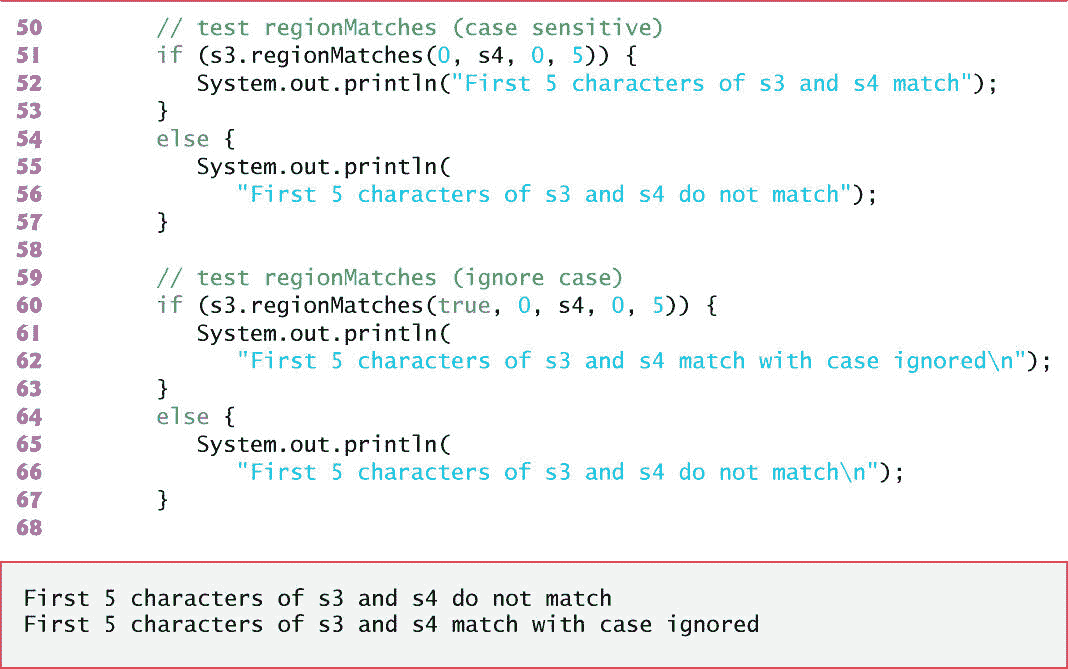 50 // test regionMatches (case sensitive)
51 if (s3.regionMatches(0, s4, 0, 5)) {
52 System.out.println("First 5 characters of s3 and s4 match");
53 }
54 else {
55 System.out.println(
56 "First 5 characters of s3 and s4 do not match");
57 }
58
59 // test regionMatches (ignore case)
60 if (s3.regionMatches(true, 0, s4, 0, 5)) {
61 System.out.println(
62 "First 5 characters of s3 and s4 match with case ignored\n");
63 }
64 else {
65 System.out.println(
66 "First 5 characters of s3 and s4 do not match\n");
67 }
68
First 5 characters of s3 and s4 do not match
First 5 characters of s3 and s4 match with case ignored